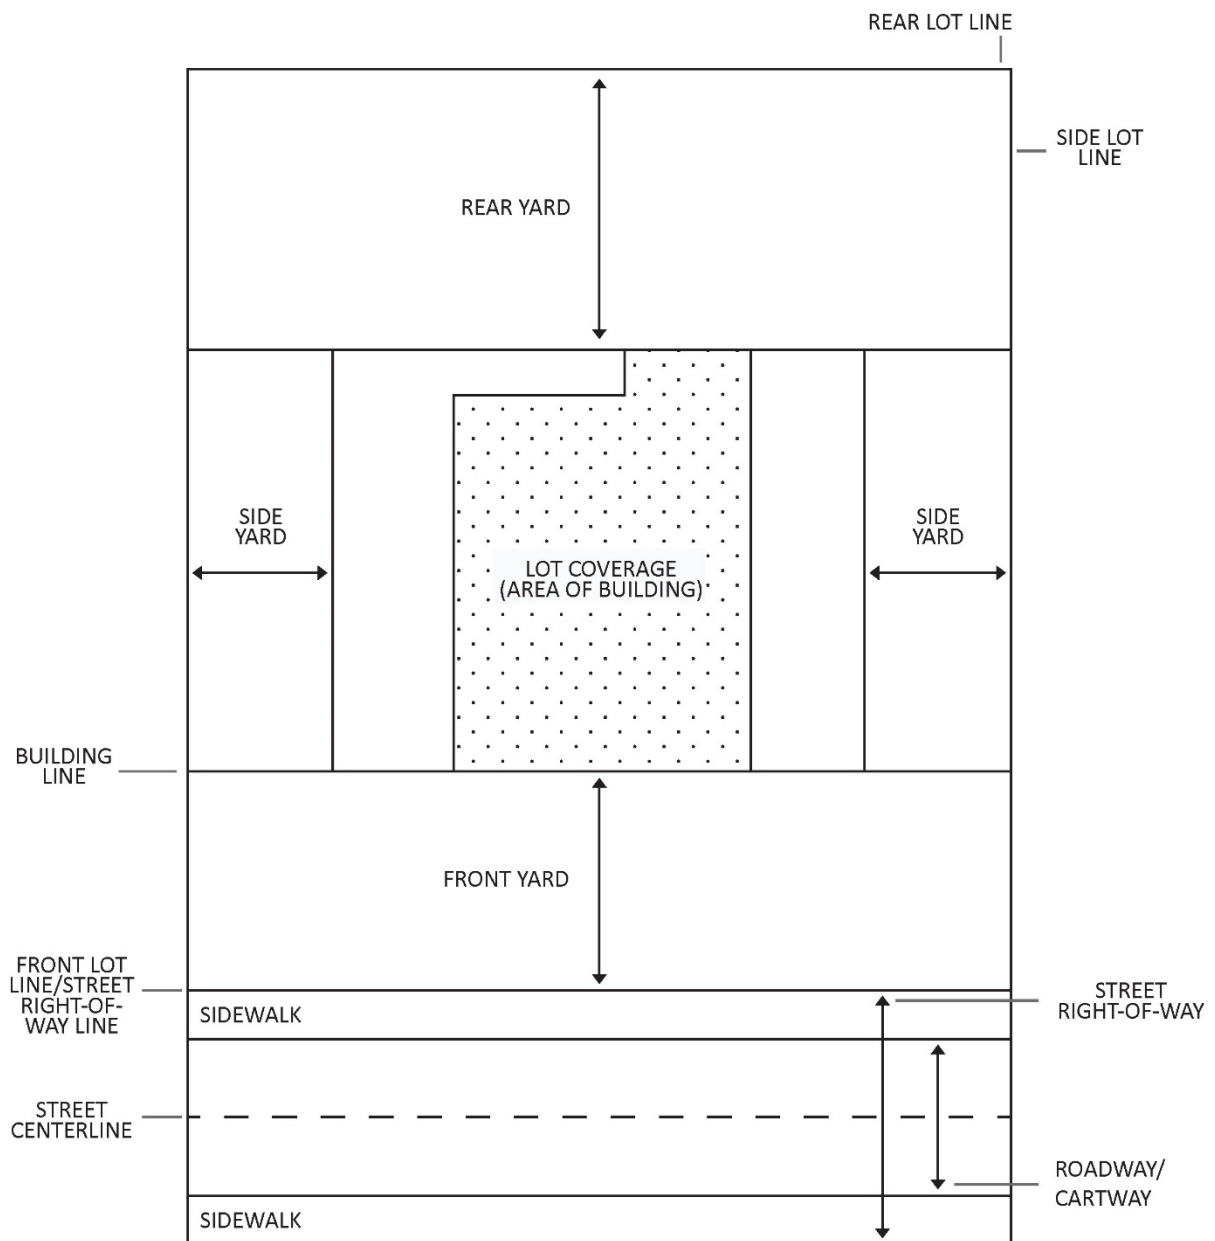 REAR LOT LINE
SIDE LOT
LINE
REAR YARD
SIDE
YARD
SIDE
YARD
LOT COVERAGE
(AREA OF BUILDING)
BUILDING
LINE
FRONT YARD
FRONT LOT
LINE/STREET
RIGHT-OF-
WAY LINE
SIDEWALK
STREET
RIGHT-OF-WAY
STREET
CENTERLINE
ROADWAY/
CARTWAY
SIDEWALK